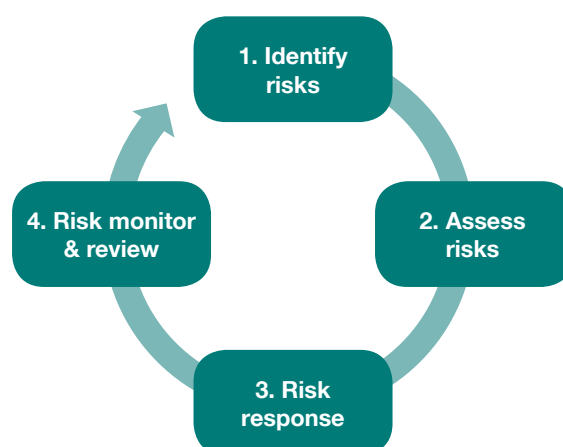 1. Identify
risks
2. Assess
risks
3. Risk
response
4. Risk monitor
& review